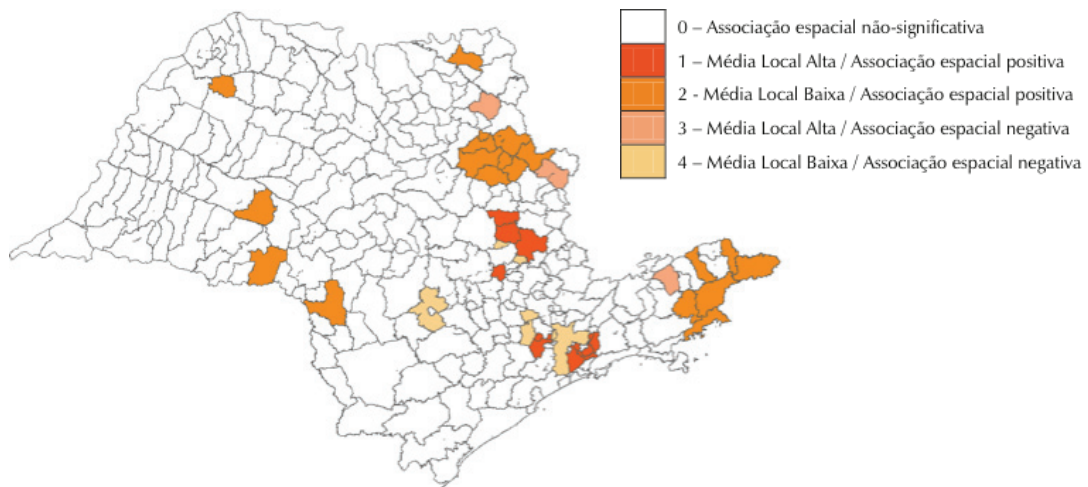 0 – Associação espacial não-significativa
1 – Média Local Alta / Associação espacial positiva
2 - Média Local Baixa / Associação espacial positiva
3 – Média Local Alta / Associação espacial negativa
4 – Média Local Baixa / Associação espacial negativa